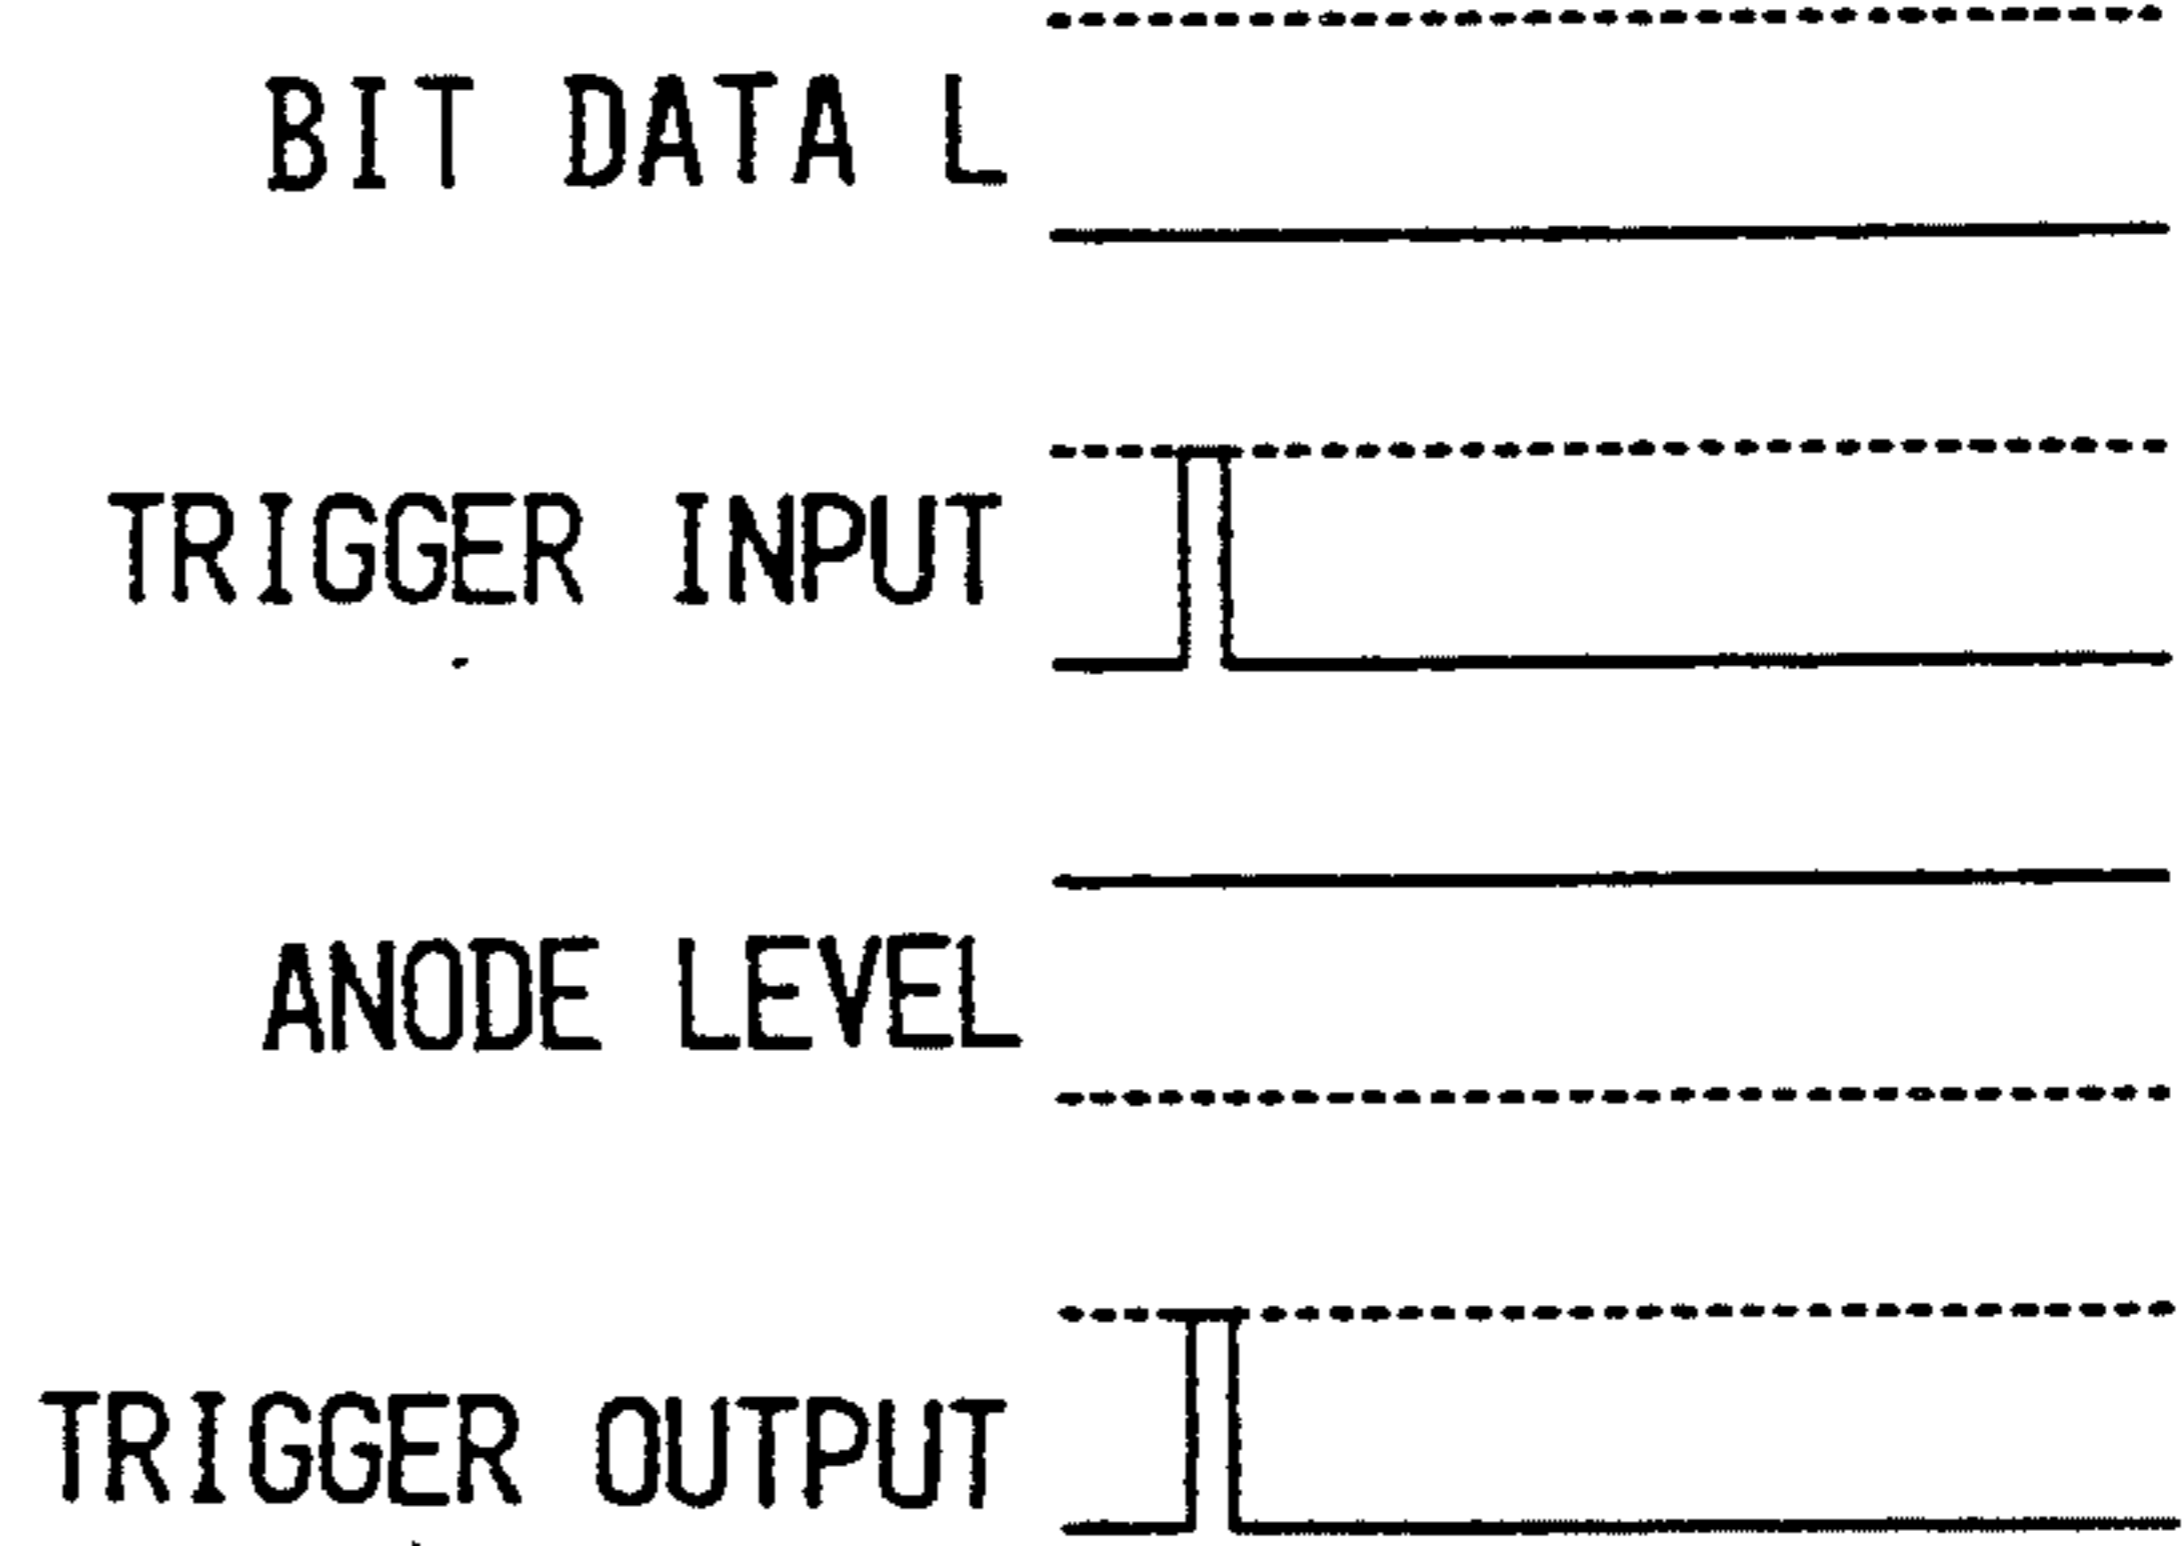 BIT DATA L
TRIGGER INPUT
ANODE LEVEL
TRIGGER OUTPUT